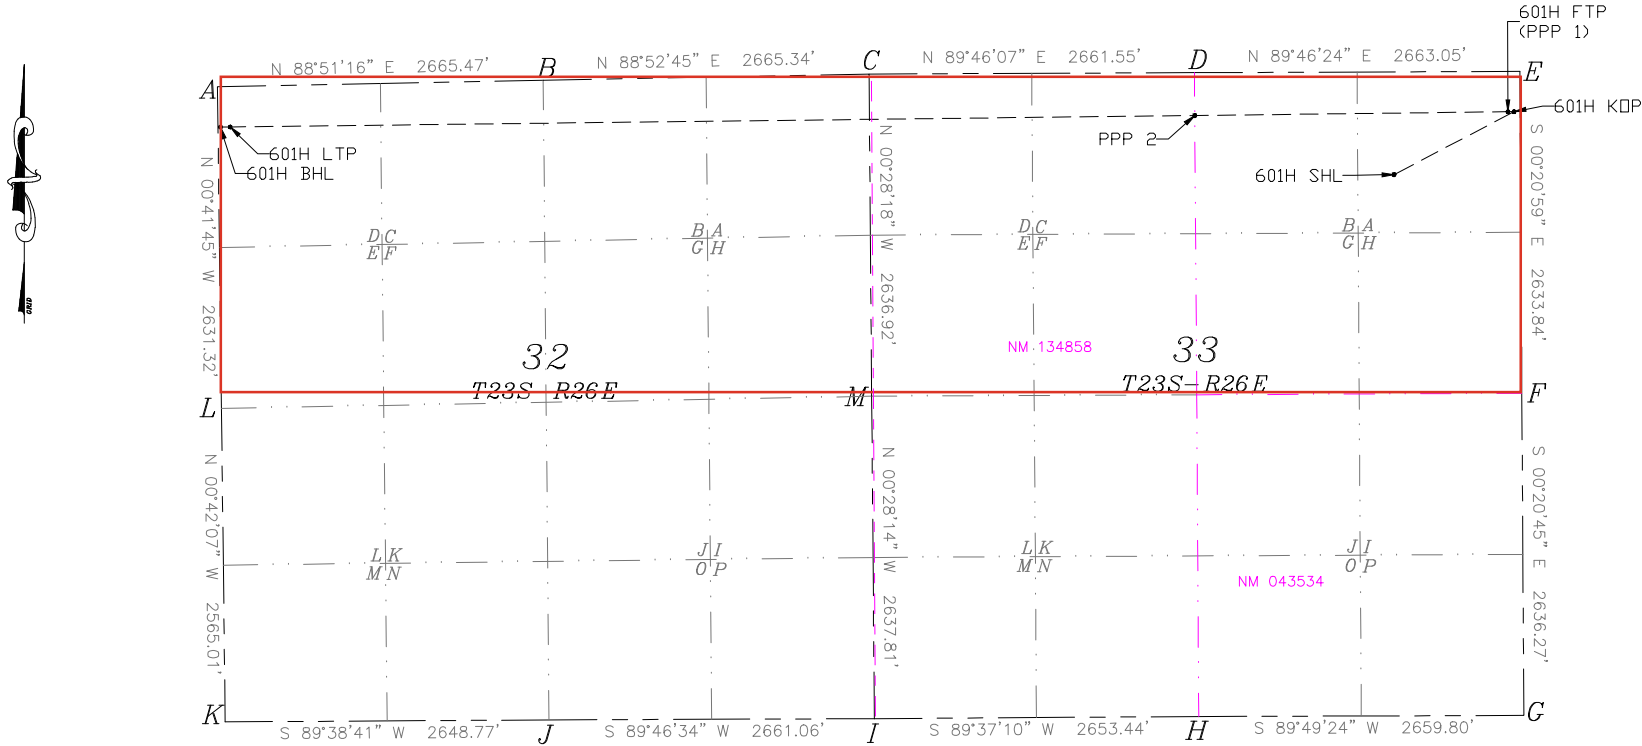 601H FTP
(PPP 1)
N 88°51'16" E 2665.47'
B
N 88°52'45" E 2665.34'
C
N 89°46'07" E 2661.55'
D
N 89°46'24" E 2663.05'
E
A
601H KOP
601H LTP
601H BHL
PPP 2
601H SHL
N 00°41'45" W 2631.32'
N 00°28'18" W 2636.92'
S 00°20'59" E 2633.84'
D C
E F
B A
G H
D C
E F
B A
G H
32
T23S-R26E
NM 134858
33
T23S-R26E
L
M
F
N 00°42'07" W 2565.01'
N 00°28'14" W 2637.81'
S 00°20'45" E 2636.27'
L K
M N
J I
O P
L K
M N
J I
O P
NM 043534
K
S 89°38'41" W 2648.77'
J
S 89°46'34" W 2661.06'
I
S 89°37'10" W 2653.44'
H
S 89°49'24" W 2659.80'
G